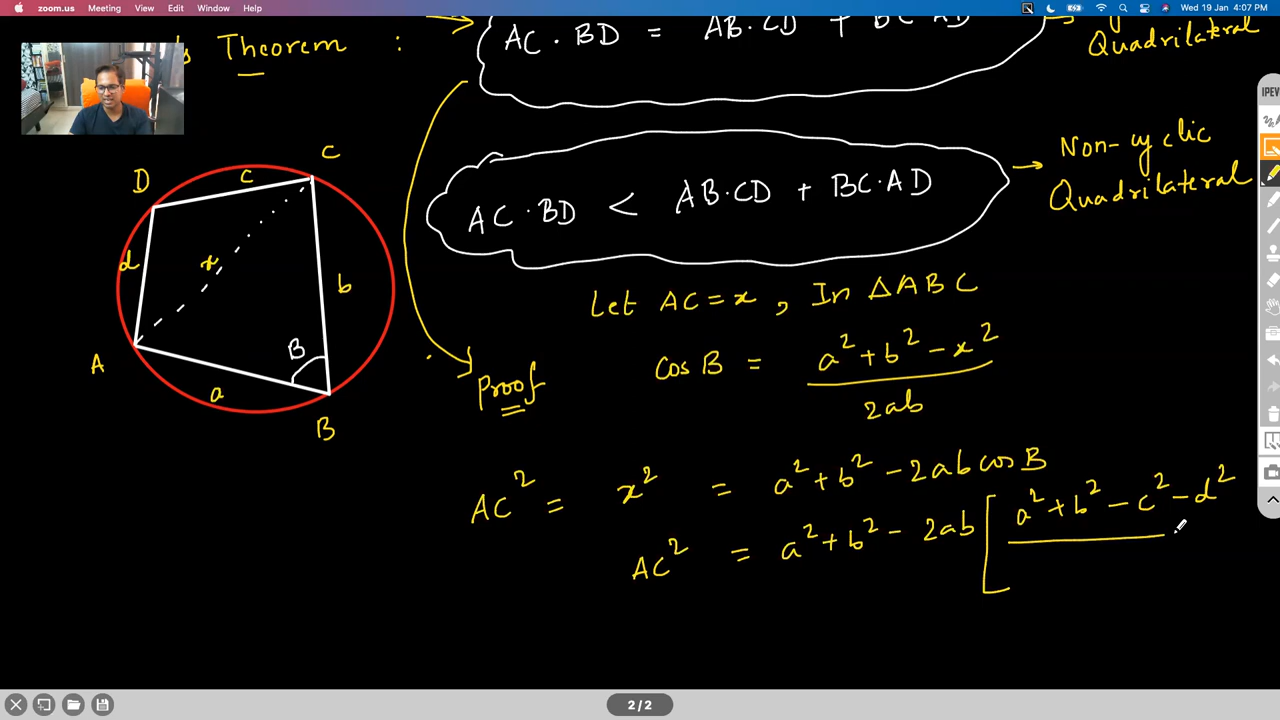 zoom.us Meeting View Edit Window Help Wed 19 Jan 4:07 PM
s Theorem :
AC · BD = AB·CD + BC·AD
Quadrilateral
IPEV
AC·BD < AB·CD + BC·AD
Non-cyclic
Quadrilateral
D c C
d x b
A a B B
Let AC = x , In ΔABC
Proof
cos B = a² + b² - x² / 2ab
AC² = x² = a² + b² - 2ab cos B
AC² = a² + b² - 2ab [ a² + b² - c² - d²
2/2